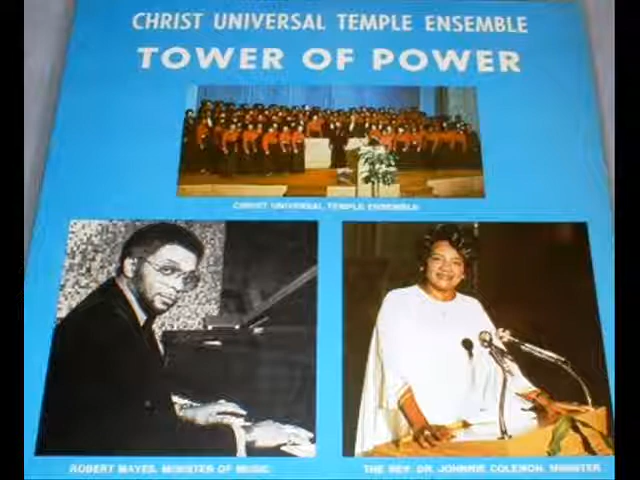 CHRIST UNIVERSAL TEMPLE ENSEMBLE
TOWER OF POWER
CHRIST UNIVERSAL TEMPLE ENSEMBLE
ROBERT MAYES, MINISTER OF MUSIC
THE REV. DR. JOHNNIE COLEMON, MINISTER